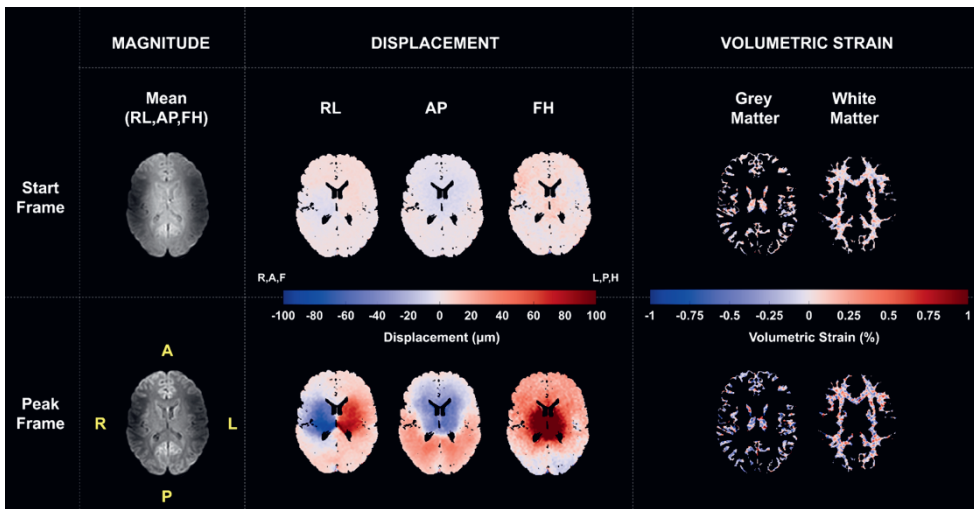 MAGNITUDE
DISPLACEMENT
VOLUMETRIC STRAIN
Mean
(RL,AP,FH)
RL
AP
FH
Grey
Matter
White
Matter
Start
Frame
R,A,F
L,P,H
-100 -80 -60 -40 -20 0 20 40 60 80 100
Displacement (μm)
-1 -0.75 -0.5 -0.25 0 0.25 0.5 0.75 1
Volumetric Strain (%)
Peak
Frame
A
R
L
P